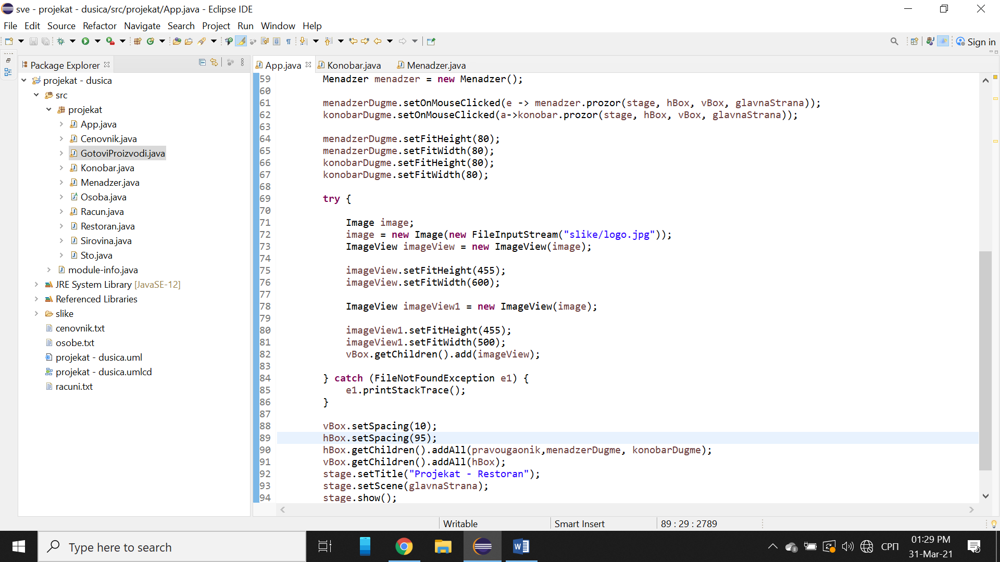 sve - projekat - dusica/src/projekat/App.java - Eclipse IDE
File Edit Source Refactor Navigate Search Project Run Window Help
Sign in
Package Explorer
projekat - dusica
src
projekat
App.java
Cenovnik.java
GotoviProizvodi.java
Konobar.java
Menadzer.java
Osoba.java
Racun.java
Restoran.java
Sirovina.java
Sto.java
module-info.java
JRE System Library [JavaSE-12]
Referenced Libraries
slike
cenovnik.txt
osobe.txt
projekat - dusica.uml
projekat - dusica.umlcd
racuni.txt
App.java Konobar.java Menadzer.java
59 Menadzer menadzer = new Menadzer();
60
61 menadzerDugme.setOnMouseClicked(e -> menadzer.prozor(stage, hBox, vBox, glavnaStrana));
62 konobarDugme.setOnMouseClicked(a->konobar.prozor(stage, hBox, vBox, glavnaStrana));
63
64 menadzerDugme.setFitHeight(80);
65 menadzerDugme.setFitWidth(80);
66 konobarDugme.setFitHeight(80);
67 konobarDugme.setFitWidth(80);
68
69 try {
70
71 Image image;
72 image = new Image(new FileInputStream("slike/logo.jpg"));
73 ImageView imageView = new ImageView(image);
74
75 imageView.setFitHeight(455);
76 imageView.setFitWidth(600);
77
78 ImageView imageView1 = new ImageView(image);
79
80 imageView1.setFitHeight(455);
81 imageView1.setFitWidth(500);
82 vBox.getChildren().add(imageView);
83
84 } catch (FileNotFoundException e1) {
85 e1.printStackTrace();
86 }
87
88 vBox.setSpacing(10);
89 hBox.setSpacing(95);
90 hBox.getChildren().addAll(pravougaonik,menadzerDugme, konobarDugme);
91 vBox.getChildren().addAll(hBox);
92 stage.setTitle("Projekat - Restoran");
93 stage.setScene(glavnaStrana);
94 stage.show();
Writable Smart Insert 89 : 29 : 2789
Type here to search
СРП
01:29 PM
31-Mar-21